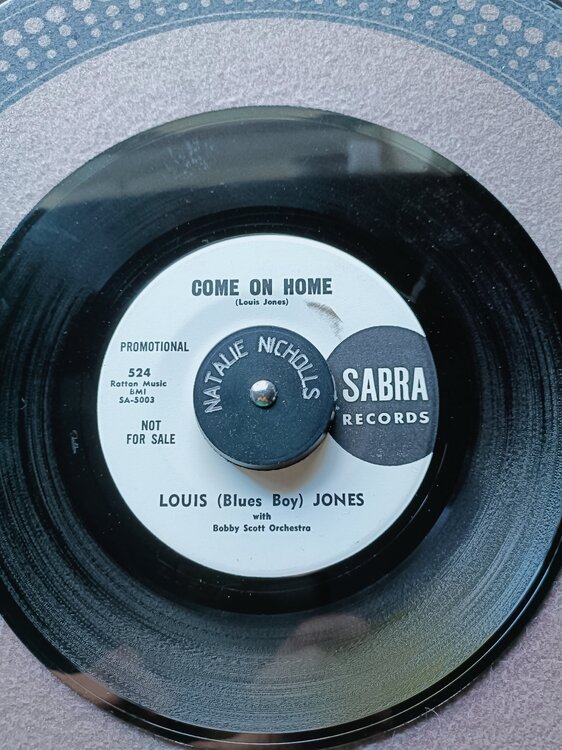 COME ON HOME
(Louis Jones)
PROMOTIONAL
524
Rattan Music
BMI
SA-5003
NOT
FOR SALE
NATALIE NICHOLLS
SABRA
RECORDS
LOUIS (Blues Boy) JONES
with
Bobby Scott Orchestra